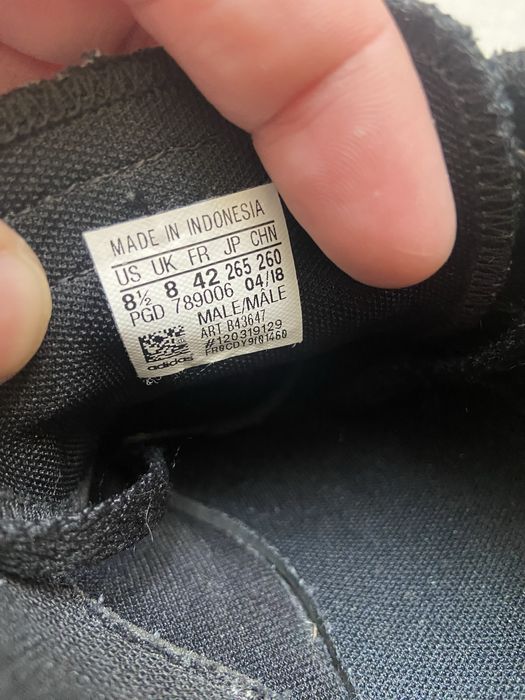 MADE IN INDONESIA
US UK FR JP CHN
8½ 8 42 265 260
PGD 789006 04/18
MALE/MÂLE
ART B43647
#120319129
FR0CDY9101460
adidas